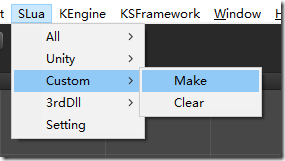 SLua KEngine KSFramework Window
All
Unity
Custom
Make
3rdDll
Clear
Setting